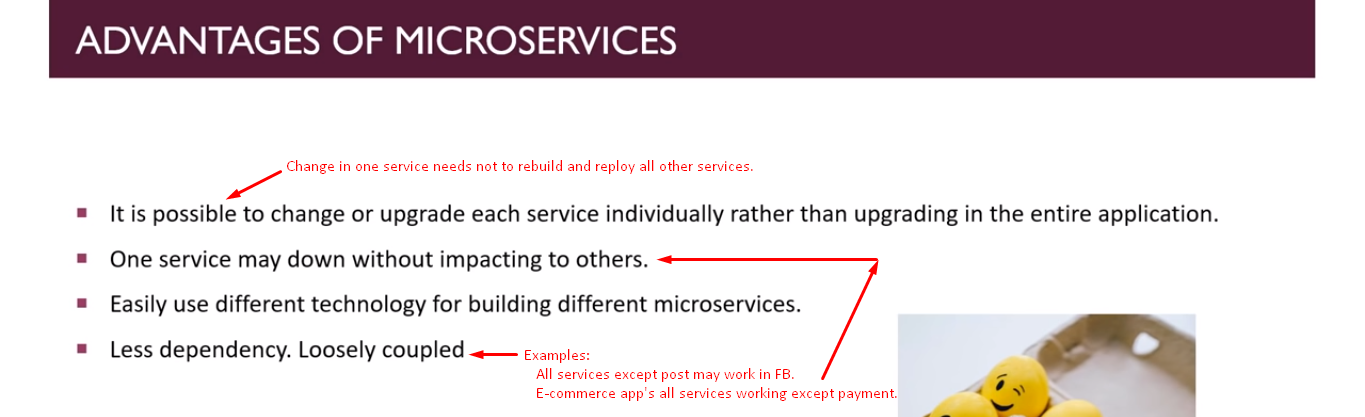 ADVANTAGES OF MICROSERVICES
Change in one service needs not to rebuild and reploy all other services.
It is possible to change or upgrade each service individually rather than upgrading in the entire application.
One service may down without impacting to others.
Easily use different technology for building different microservices.
Less dependency. Loosely coupled
Examples:
All services except post may work in FB.
E-commerce app's all services working except payment.